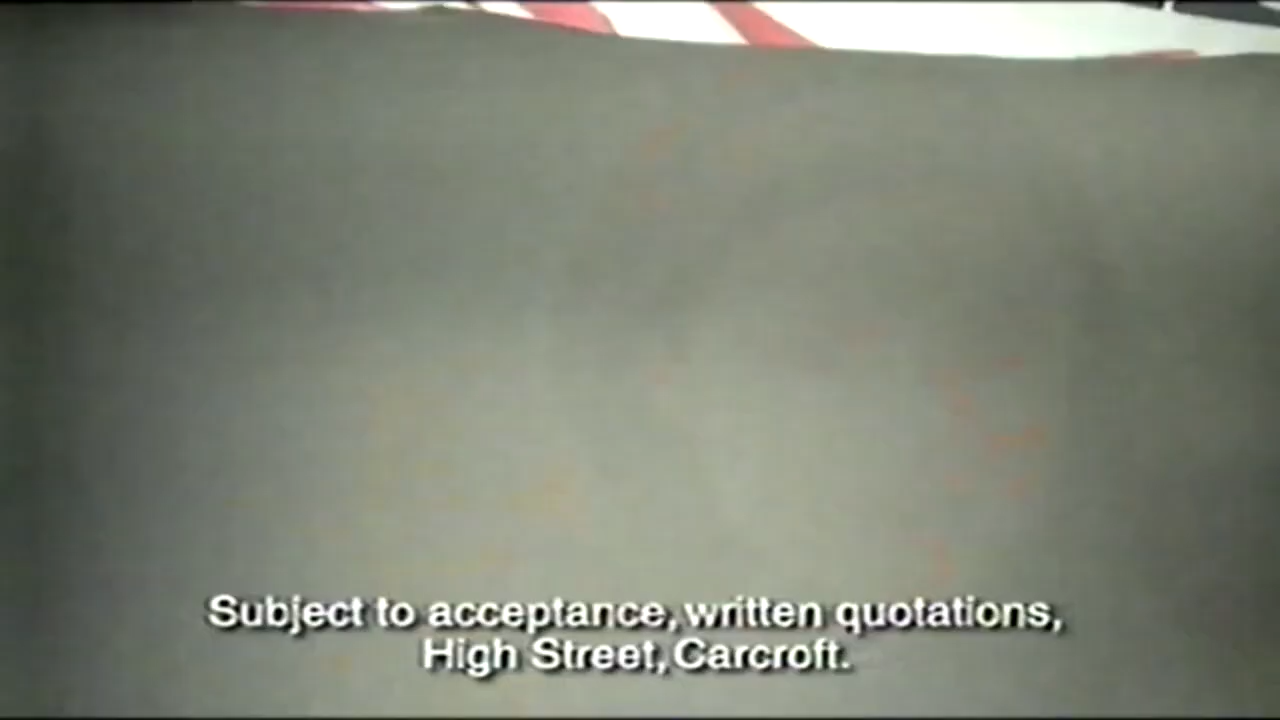 Subject to acceptance, written quotations,
High Street, Carcroft.